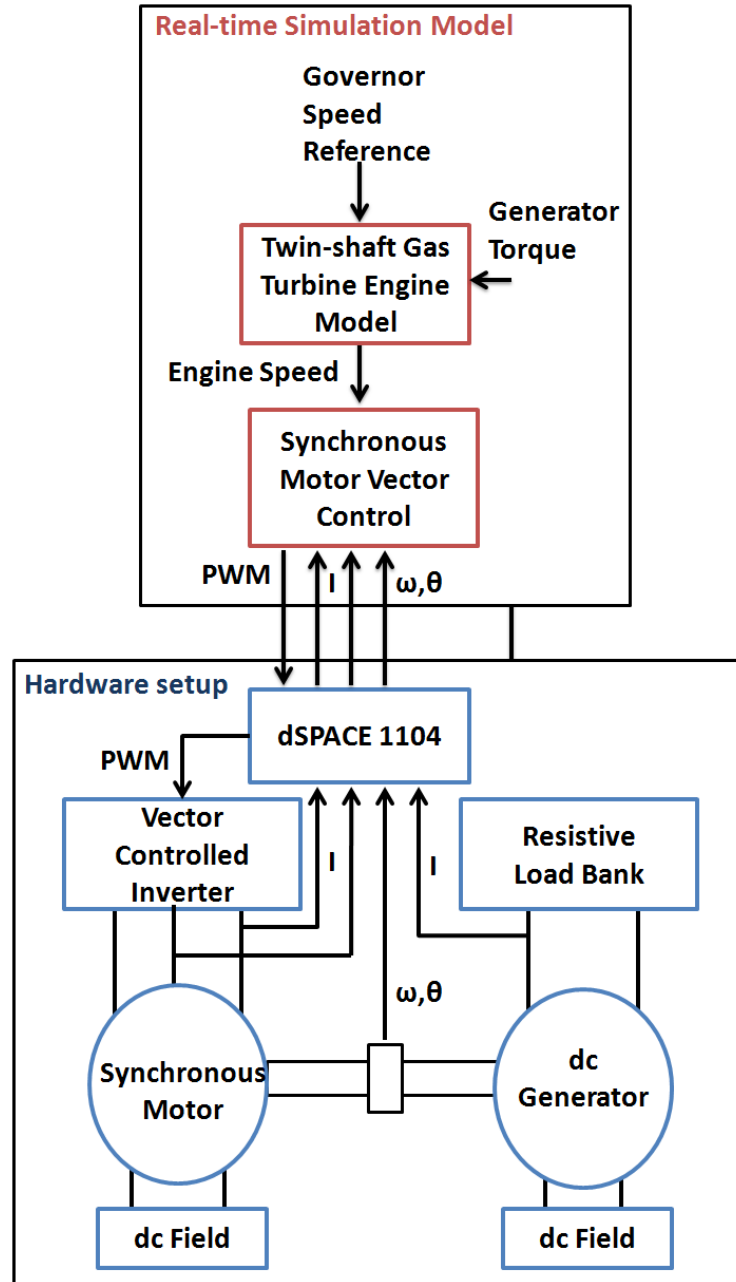 Real-time Simulation Model
Governor
Speed
Reference
Generator
Torque
Twin-shaft Gas
Turbine Engine
Model
Engine Speed
Synchronous
Motor Vector
Control
PWM
I
ω,θ
Hardware setup
dSPACE 1104
PWM
Vector
Controlled
Inverter
I
I
Resistive
Load Bank
ω,θ
Synchronous
Motor
dc
Generator
dc Field
dc Field